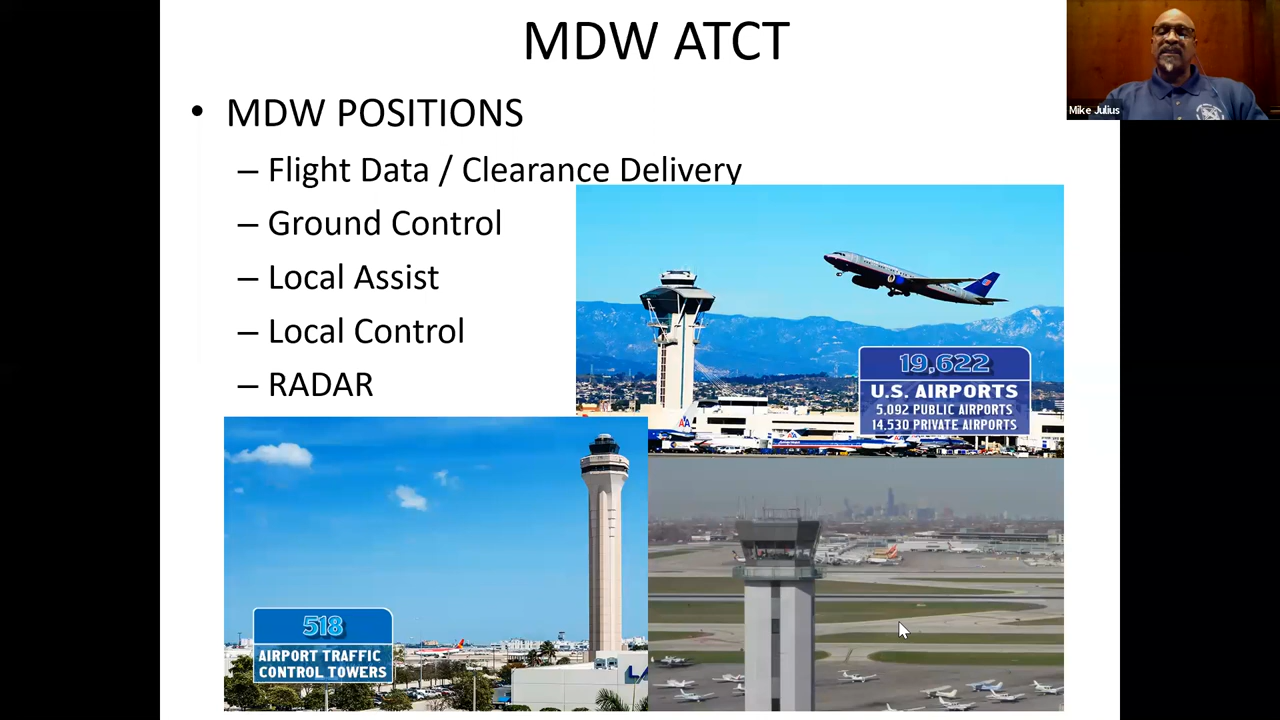 MDW ATCT
Mike Julius
• MDW POSITIONS
– Flight Data / Clearance Delivery
– Ground Control
– Local Assist
– Local Control
– RADAR
19,622
U.S. AIRPORTS
5,092 PUBLIC AIRPORTS
14,530 PRIVATE AIRPORTS
518
AIRPORT TRAFFIC
CONTROL TOWERS